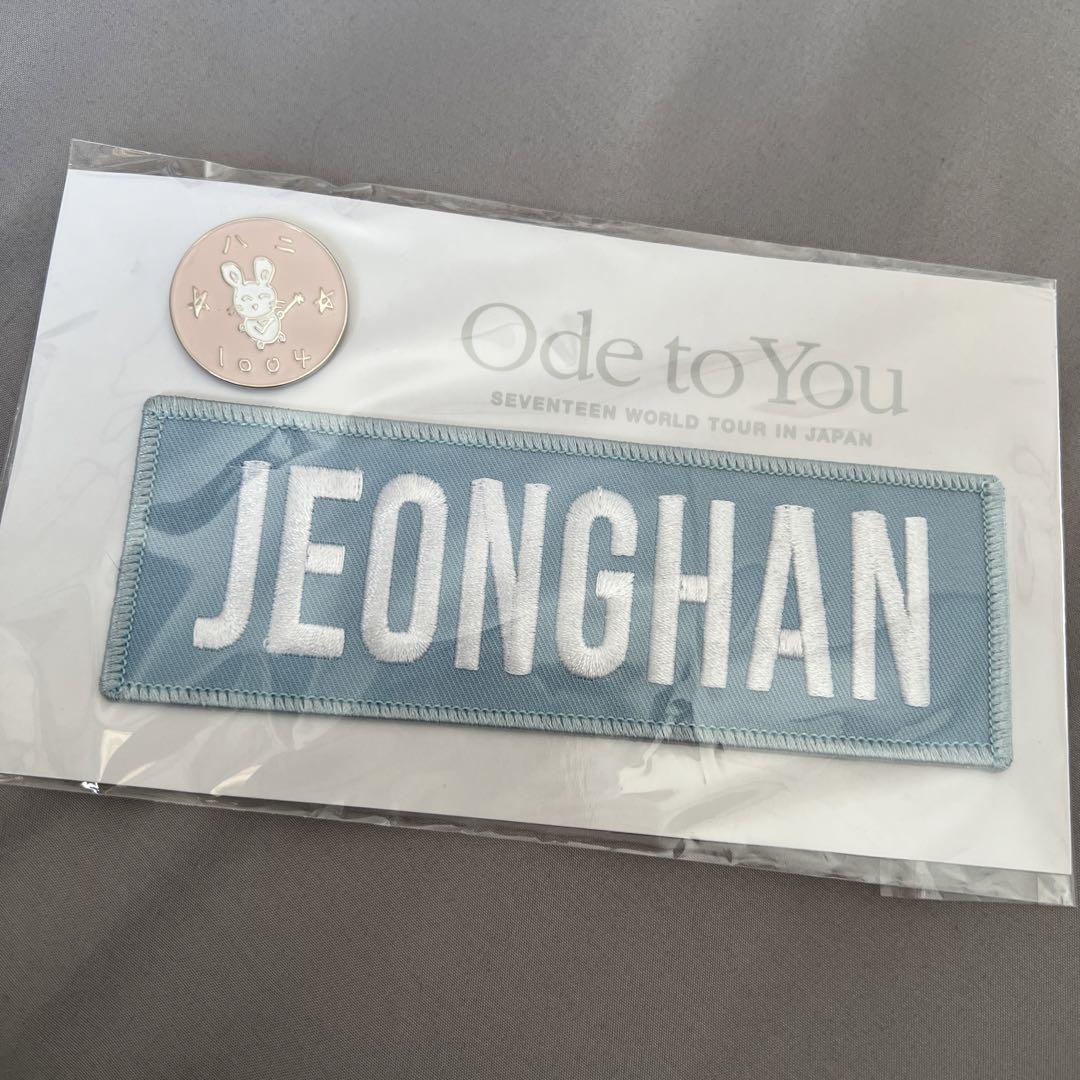 ハニ
1004
Ode to You
SEVENTEEN WORLD TOUR IN JAPAN
JEONGHAN